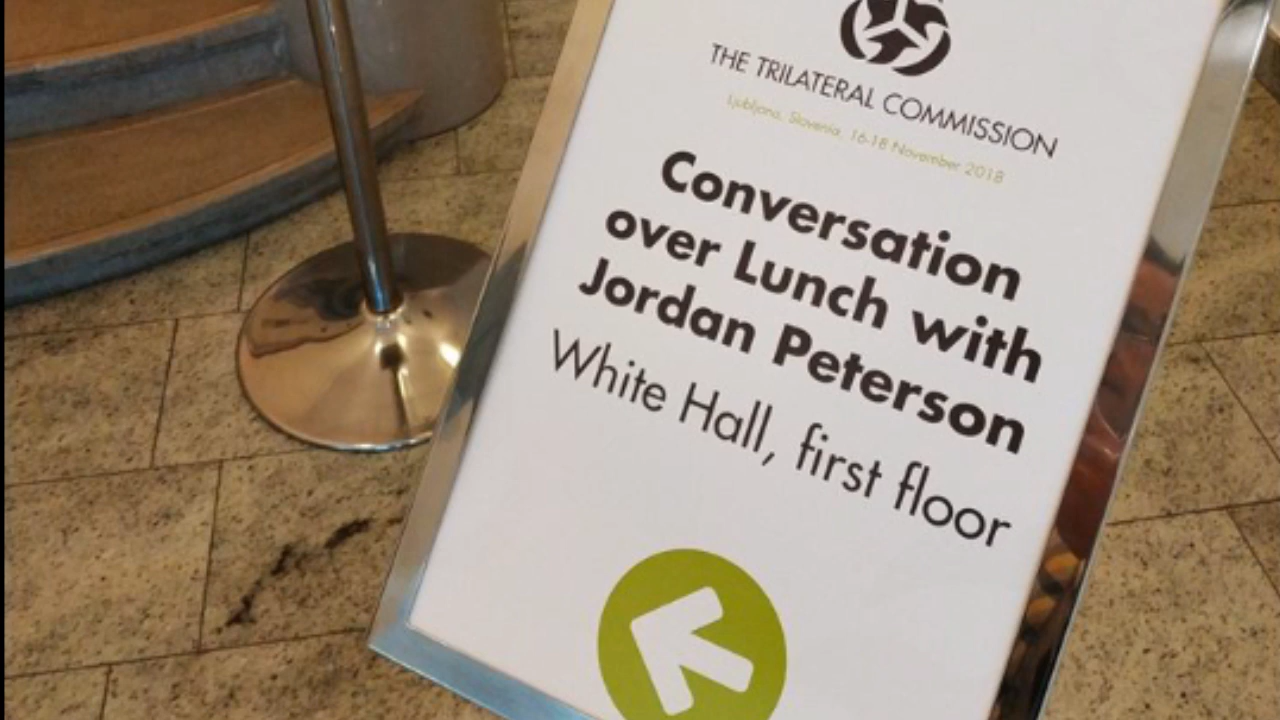 THE TRILATERAL COMMISSION
Ljubljana, Slovenia, 16-18 November 2018
Conversation
over Lunch with
Jordan Peterson
White Hall, first floor